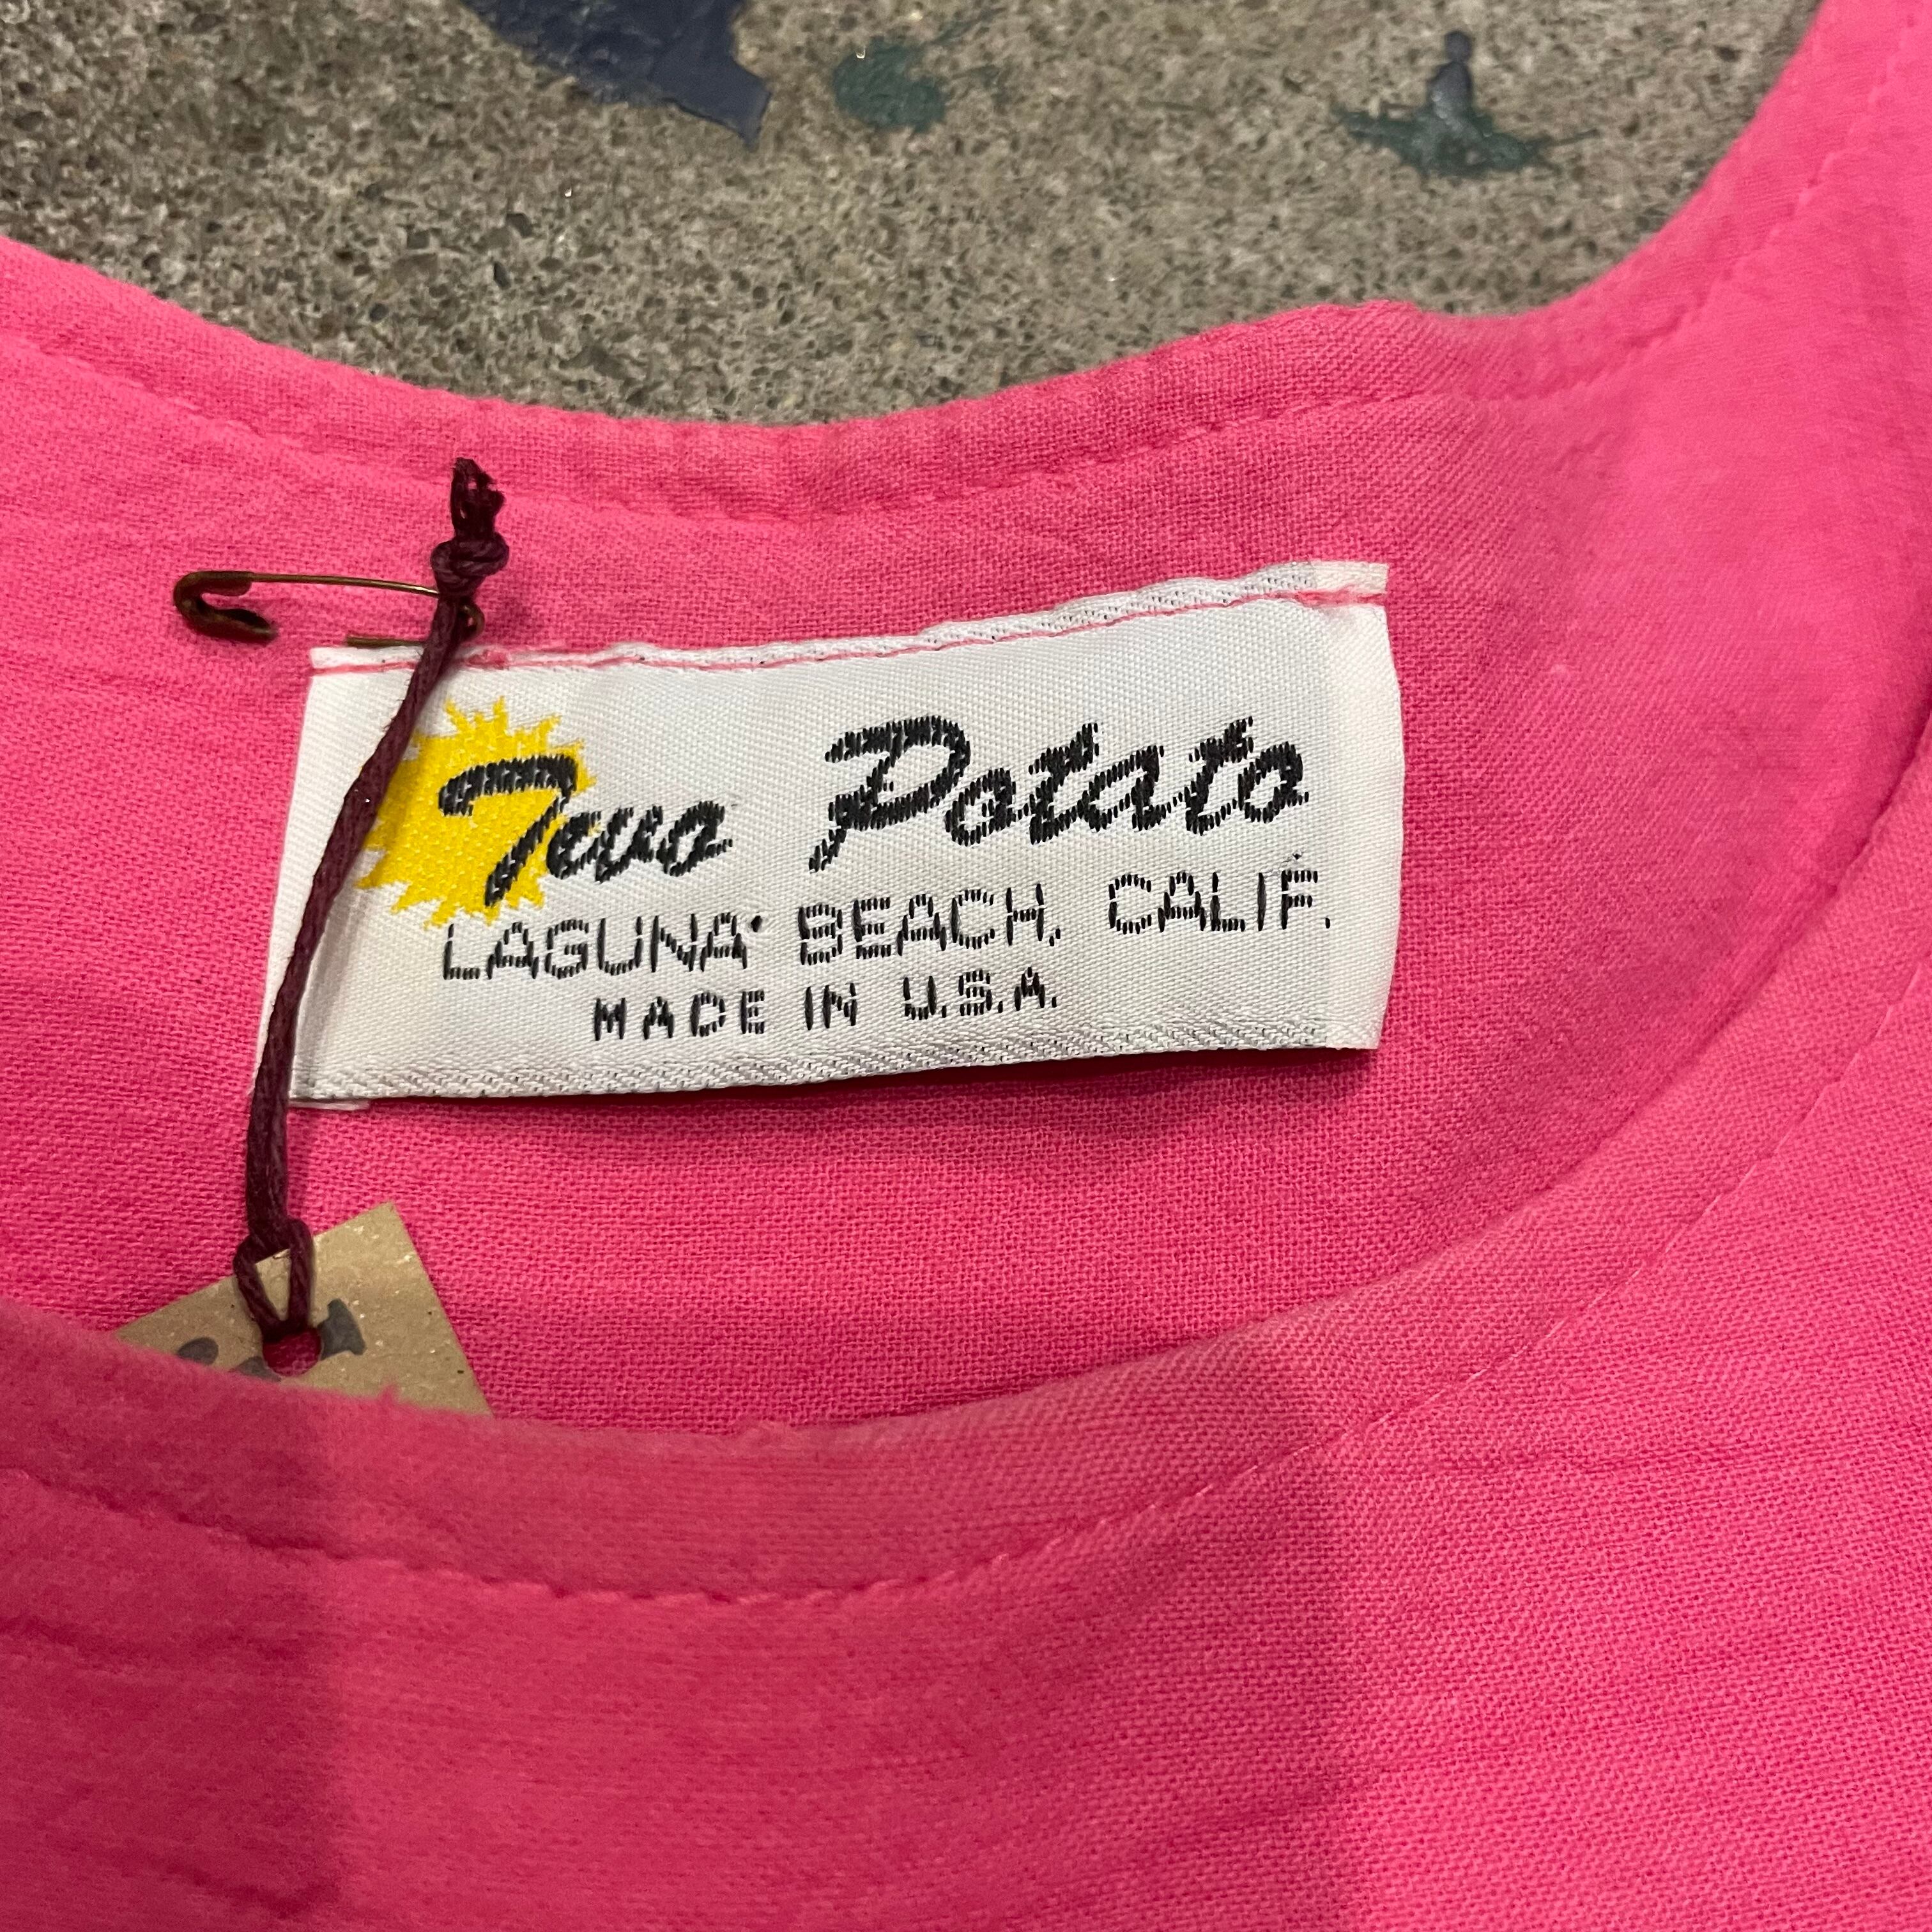 Two Potato
LAGUNA BEACH, CALIF.
MADE IN U.S.A.